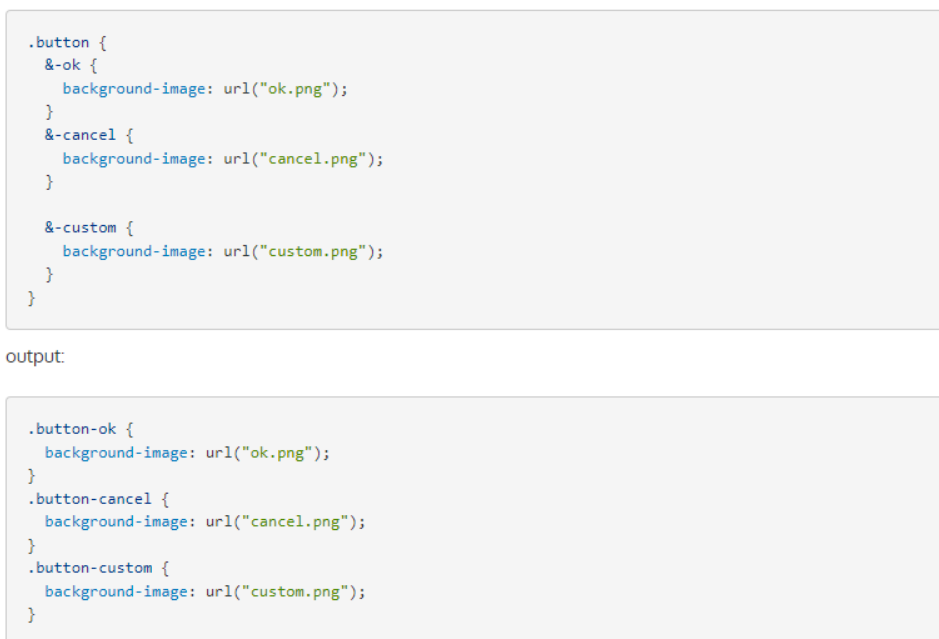 .button {
  &-ok {
    background-image: url("ok.png");
  }
  &-cancel {
    background-image: url("cancel.png");
  }

  &-custom {
    background-image: url("custom.png");
  }
}
output:
.button-ok {
  background-image: url("ok.png");
}
.button-cancel {
  background-image: url("cancel.png");
}
.button-custom {
  background-image: url("custom.png");
}